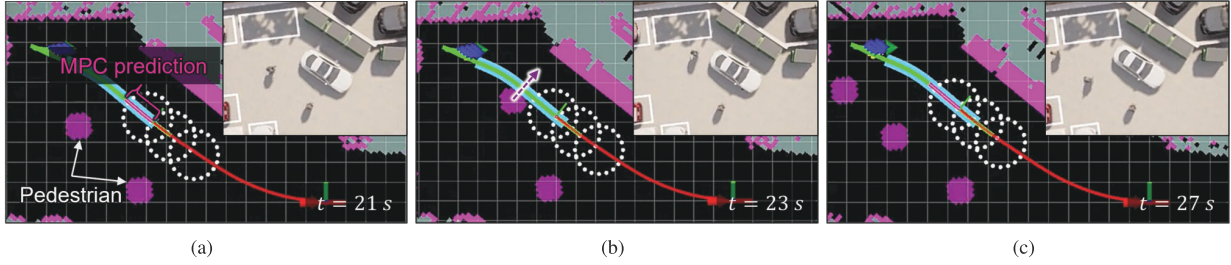 MPC prediction
Pedestrian
t = 21 s
t = 23 s
t = 27 s
(a)
(b)
(c)